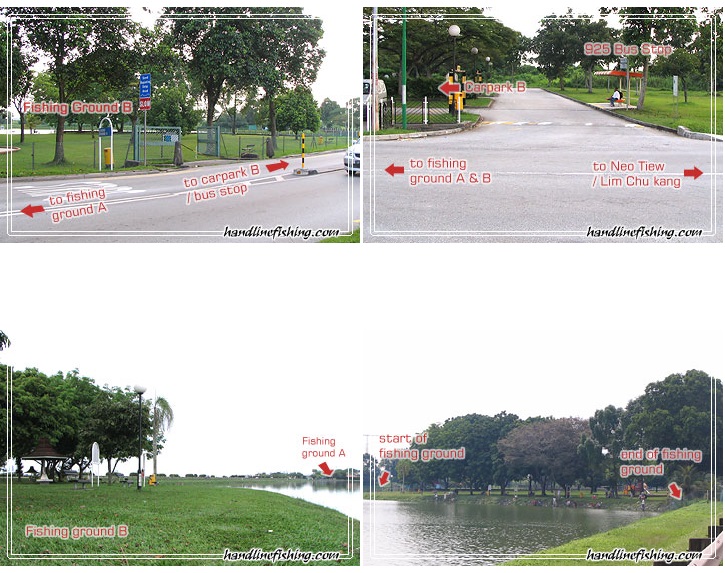 Fishing Ground B
SLOW
to fishing
ground A
to carpark B
/ bus stop
handlinefishing.com
925 Bus Stop
Carpark B
to fishing
ground A & B
to Neo Tiew
/ Lim Chu kang
handlinefishing.com
Fishing
ground A
Fishing ground B
handlinefishing.com
start of
fishing ground
end of fishing
ground
handlinefishing.com